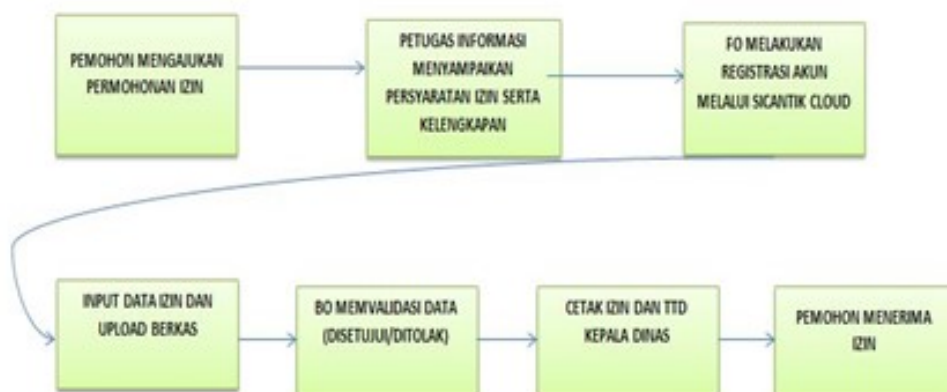 PEMOHON MENGAJUKAN
PERMOHONAN IZIN
PETUGAS INFORMASI
MENYAMPAIKAN
PERSYARATAN IZIN SERTA
KELENGKAPAN
FO MELAKUKAN
REGISTRASI AKUN
MELALUI SICANTIK CLOUD
INPUT DATA IZIN DAN
UPLOAD BERKAS
BO MEMVALIDASI DATA
(DISETUJUI/DITOLAK)
CETAK IZIN DAN TTD
KEPALA DINAS
PEMOHON MENERIMA
IZIN